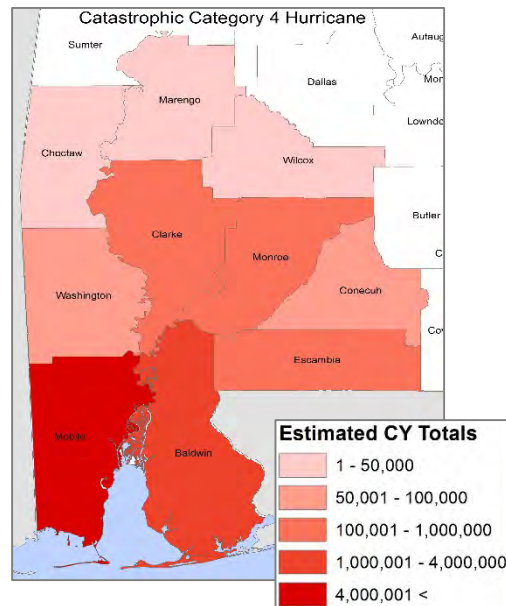 Catastrophic Category 4 Hurricane
Sumter
Autaug
Dallas
Mon
Marengo
Lownde
Choctaw
Wilcox
Butler
Clarke
Monroe
C
Conecuh
Washington
Cov
Escambia
Mobile
Baldwin
Estimated CY Totals
1 - 50,000
50,001 - 100,000
100,001 - 1,000,000
1,000,001 - 4,000,000
4,000,001 <